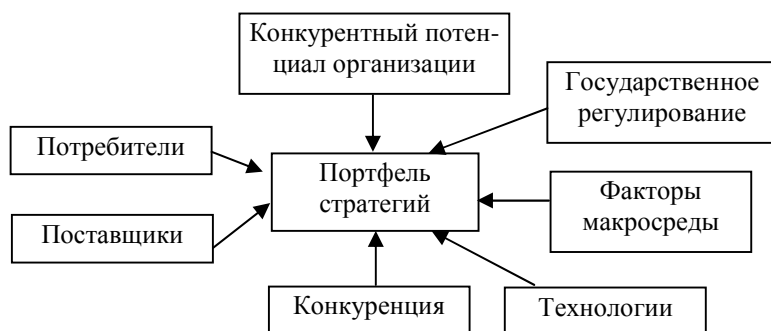 Конкурентный потен-
циал организации
Государственное
регулирование
Потребители
Портфель
стратегий
Факторы
макросреды
Поставщики
Конкуренция
Технологии